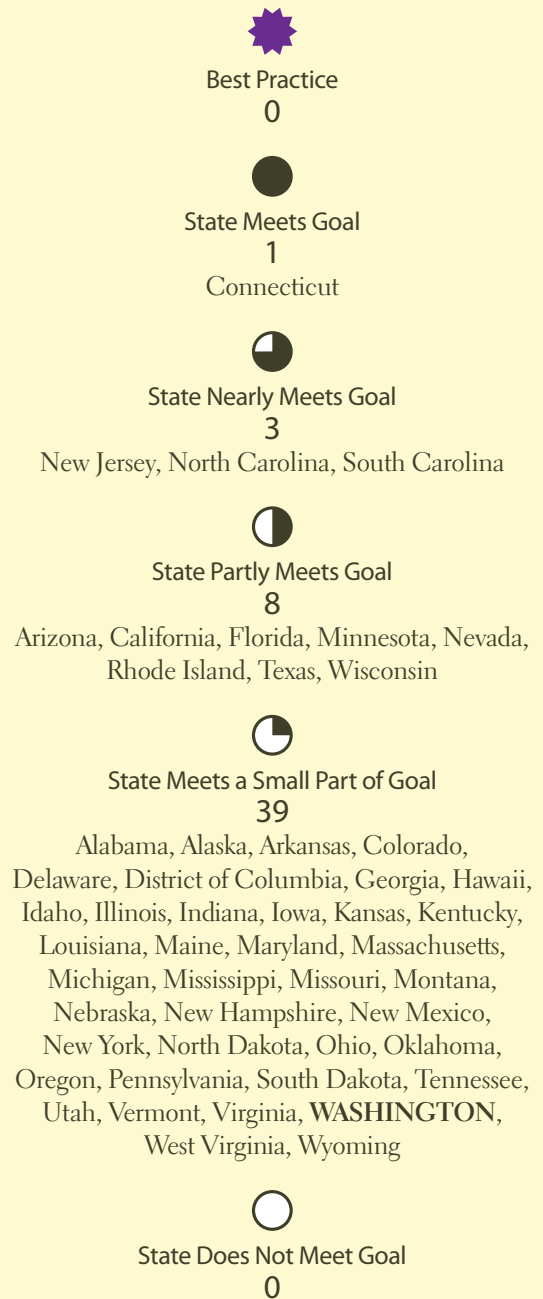 Best Practice
0
State Meets Goal
1
Connecticut
State Nearly Meets Goal
3
New Jersey, North Carolina, South Carolina
State Partly Meets Goal
8
Arizona, California, Florida, Minnesota, Nevada,
Rhode Island, Texas, Wisconsin
State Meets a Small Part of Goal
39
Alabama, Alaska, Arkansas, Colorado,
Delaware, District of Columbia, Georgia, Hawaii,
Idaho, Illinois, Indiana, Iowa, Kansas, Kentucky,
Louisiana, Maine, Maryland, Massachusetts,
Michigan, Mississippi, Missouri, Montana,
Nebraska, New Hampshire, New Mexico,
New York, North Dakota, Ohio, Oklahoma,
Oregon, Pennsylvania, South Dakota, Tennessee,
Utah, Vermont, Virginia, WASHINGTON,
West Virginia, Wyoming
State Does Not Meet Goal
0